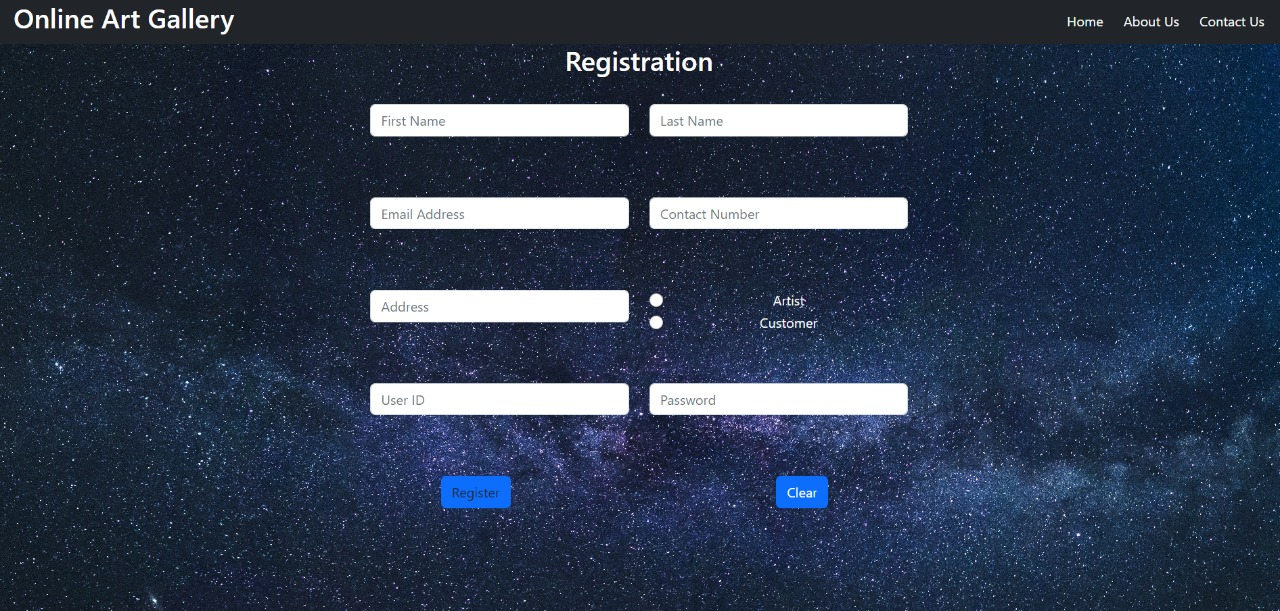 Online Art Gallery
Home About Us Contact Us
Registration
First Name Last Name
Email Address Contact Number
Address Artist
Customer
User ID Password
Register Clear